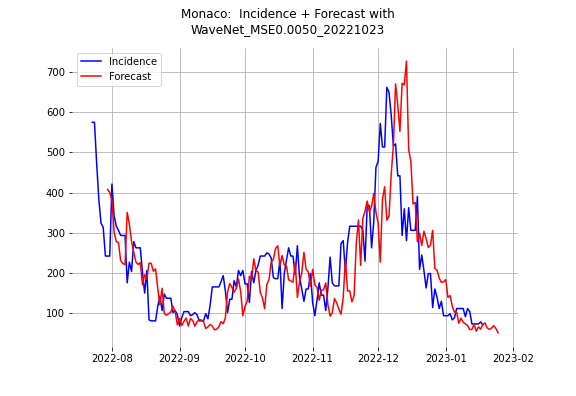 Monaco:  Incidence + Forecast with
WaveNet_MSE0.0050_20221023
Incidence
Forecast
700
600
500
400
300
200
100
2022-08 2022-09 2022-10 2022-11 2022-12 2023-01 2023-02